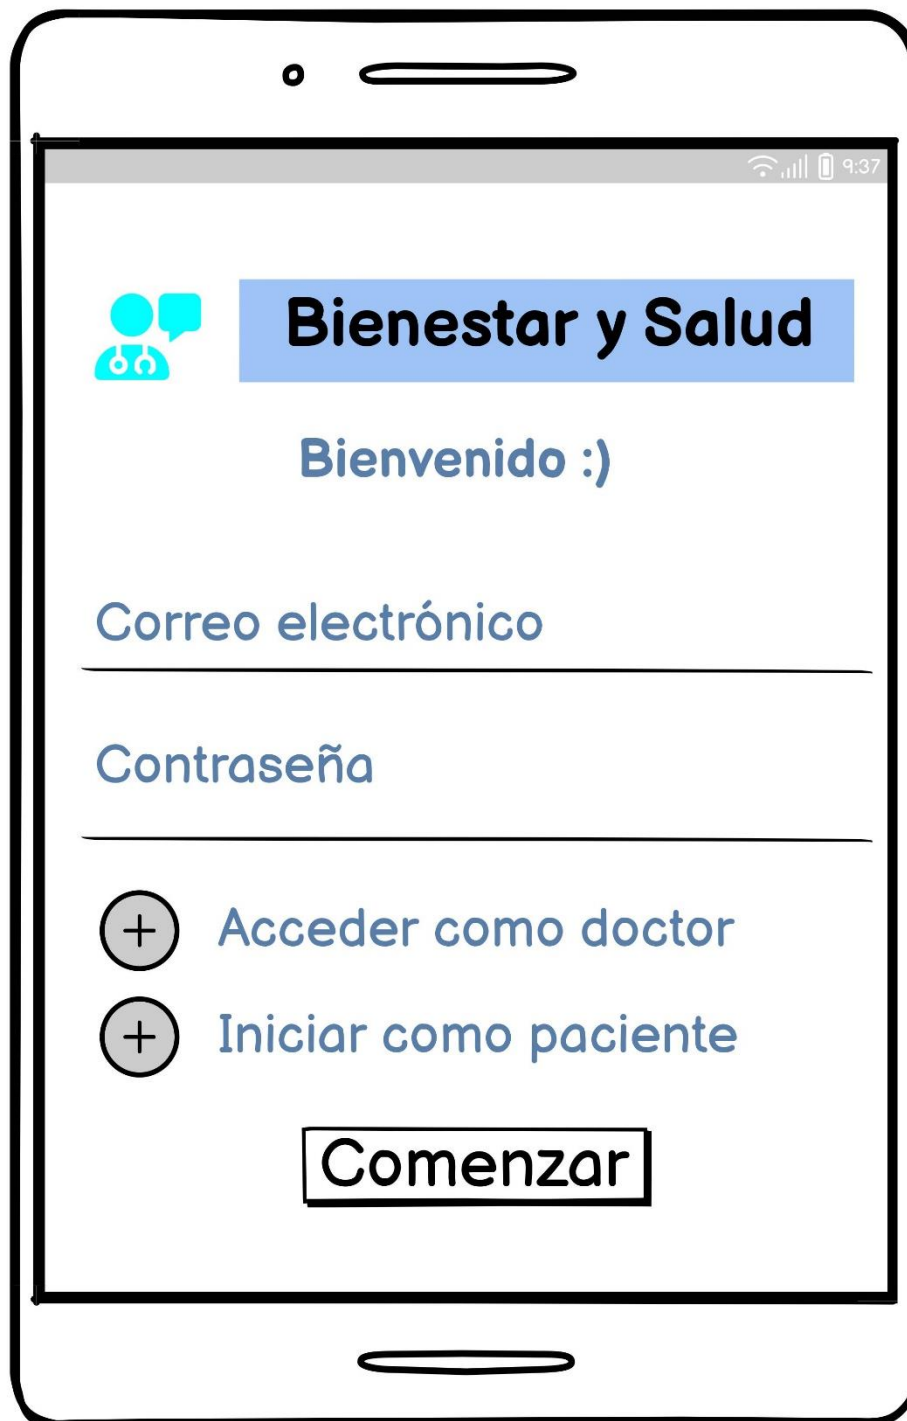 9:37
Bienestar y Salud
Bienvenido :)
Correo electrónico
Contraseña
+ Acceder como doctor
+ Iniciar como paciente
Comenzar